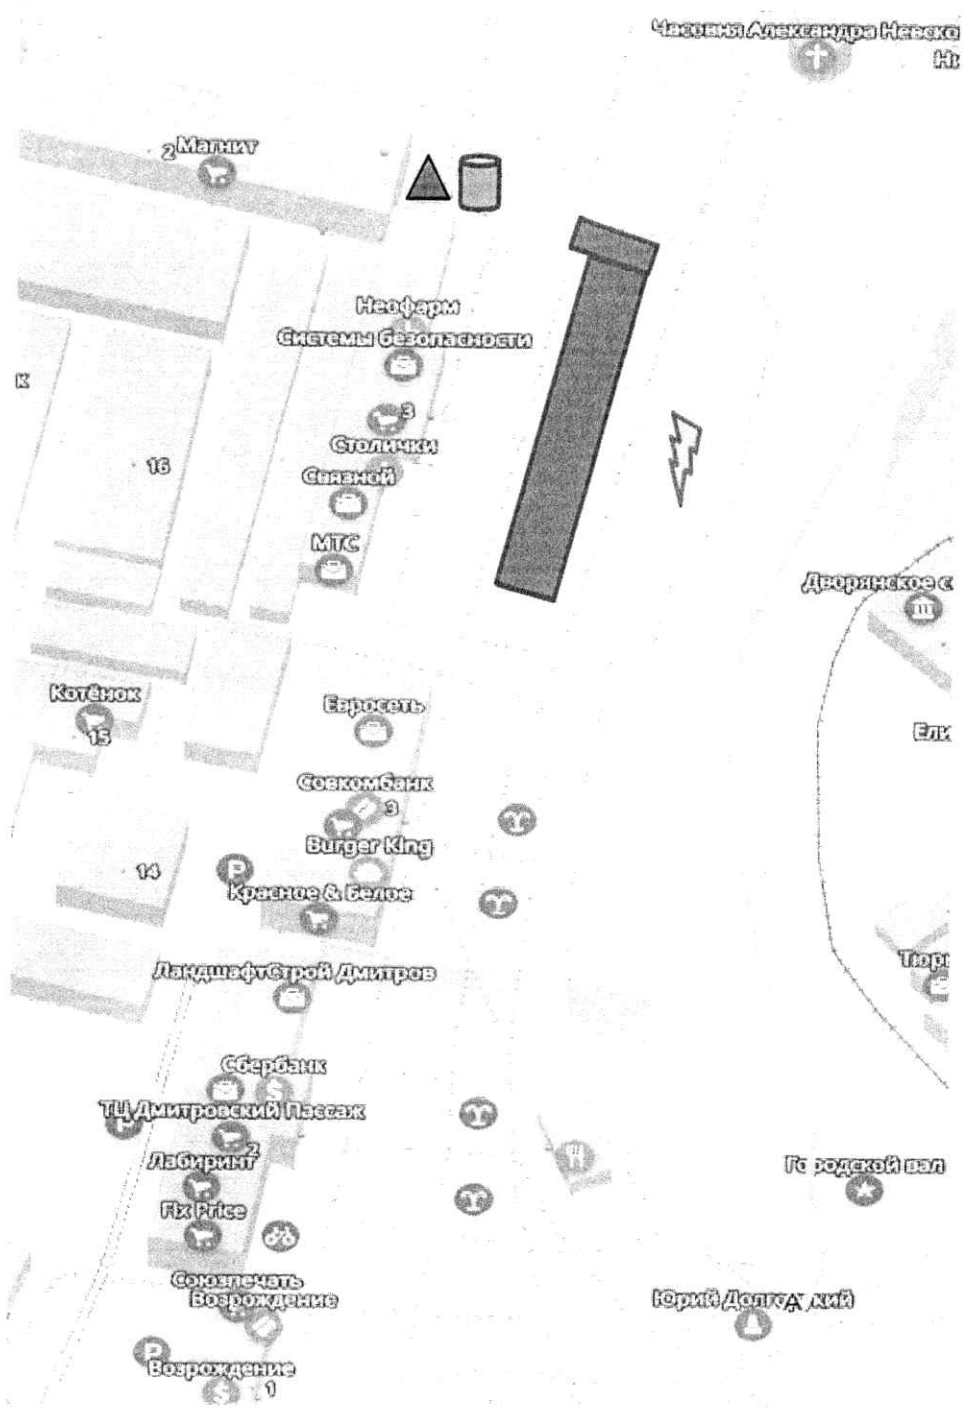 Часовня Александра Невско
Не
2 Магнит
Неофарм
Системы безопасности
к
3
Столички
16
Связной
МТС
Дворянское с
Котёнок
15
Евросеть
Ели
Совкомбанк
3
Burger King
14
P
Красное & Белое
Тюр
ЛандшафтСтрой Дмитров
Сбербанк
$
ТЦ Дмитровский Пассаж
2
Лабиринт
Городской вал
Fix Price
Союзпечать
Возрождение
P
Возрождение
$
1